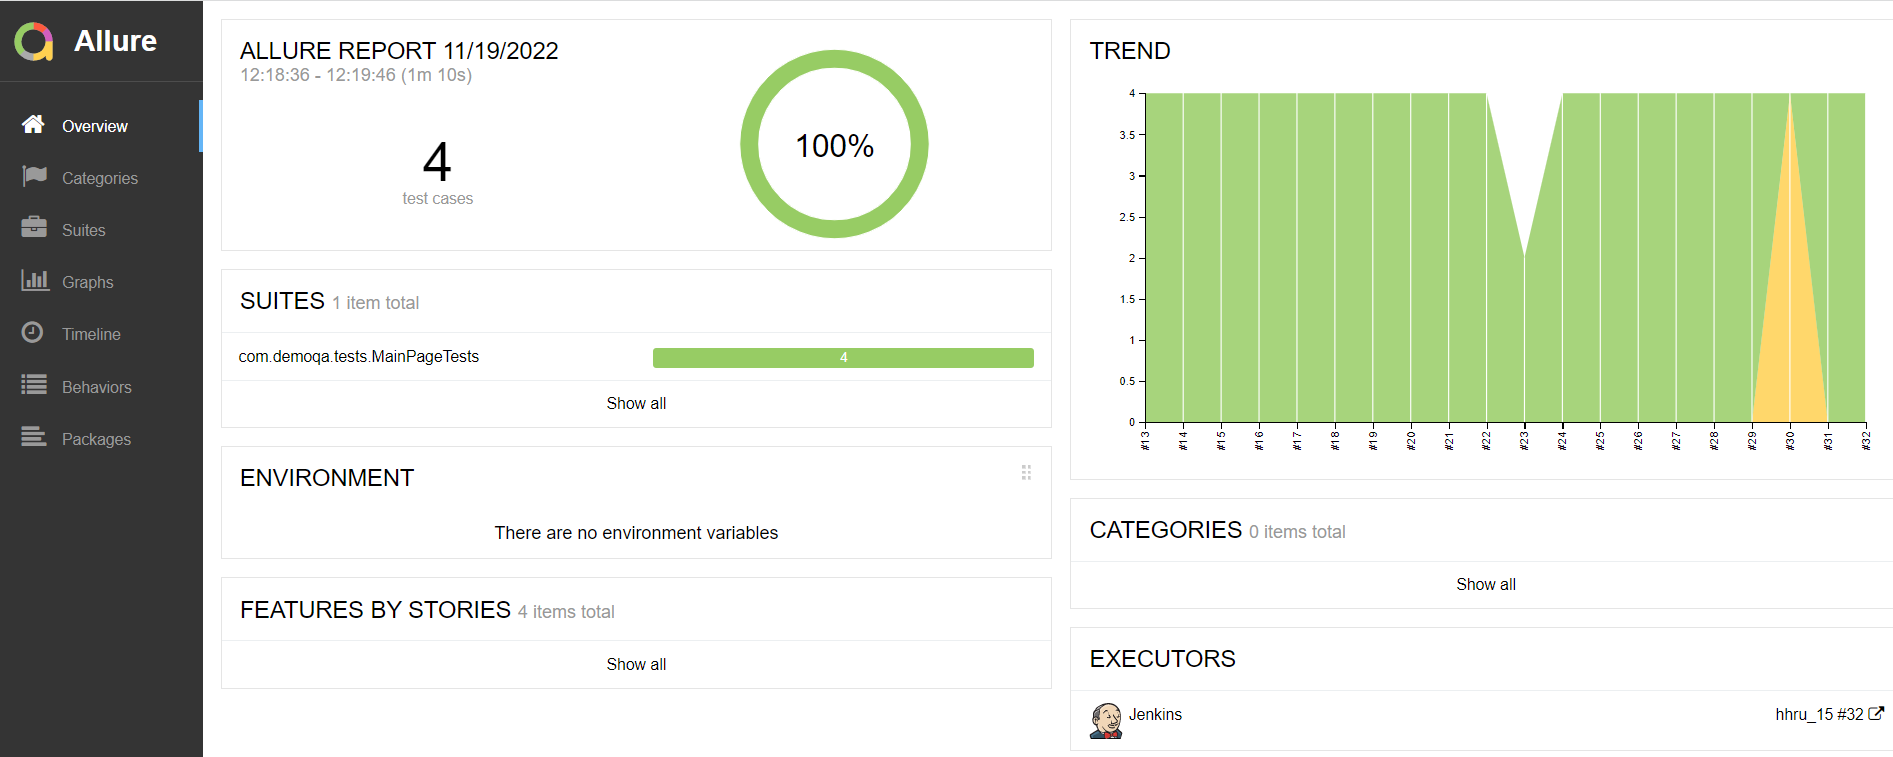 Allure
Overview
Categories
Suites
Graphs
Timeline
Behaviors
Packages
ALLURE REPORT 11/19/2022
12:18:36 - 12:19:46 (1m 10s)
4
test cases
100%
SUITES 1 item total
com.demoqa.tests.MainPageTests 4
Show all
ENVIRONMENT
There are no environment variables
FEATURES BY STORIES 4 items total
Show all
TREND
4
3.5
3
2.5
2
1.5
1
0.5
0
#13 #14 #15 #16 #17 #18 #19 #20 #21 #22 #23 #24 #25 #26 #27 #28 #29 #30 #31 #32
CATEGORIES 0 items total
Show all
EXECUTORS
Jenkins hhru_15 #32